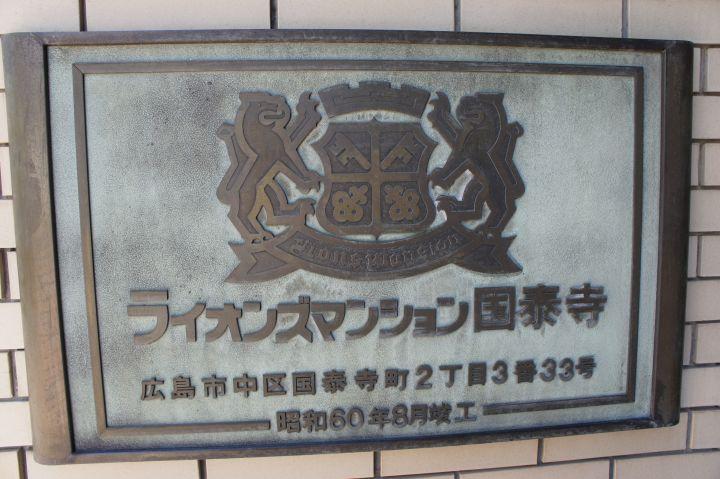 Lions Mansion
ライオンズマンション国泰寺
広島市中区国泰寺町2丁目3番33号
昭和60年8月竣工